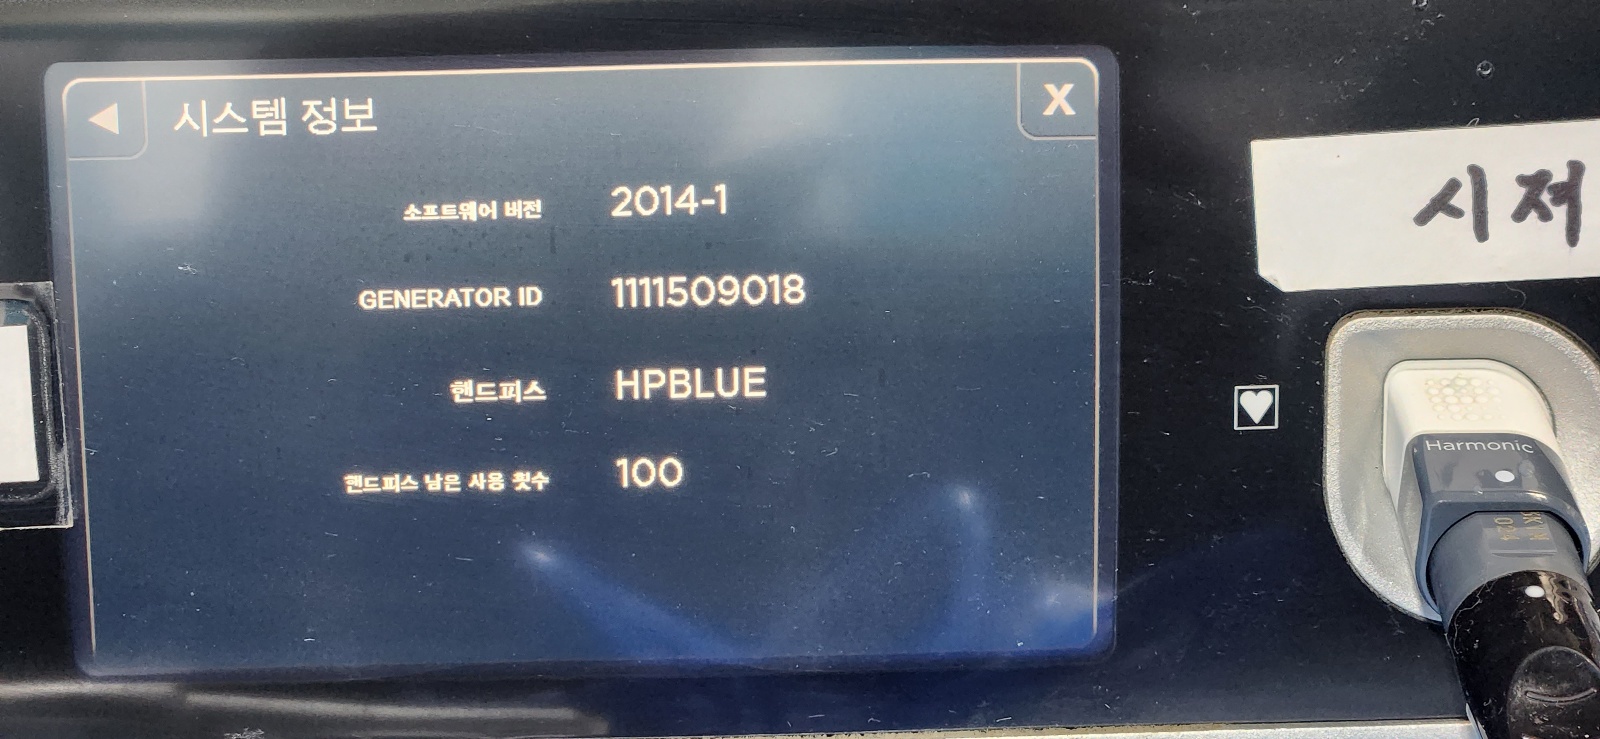 시스템 정보
X
소프트웨어 버전 2014-1
GENERATOR ID 1111509018
핸드피스 HPBLUE
핸드피스 남은 사용 횟수 100
시저
Harmonic
024